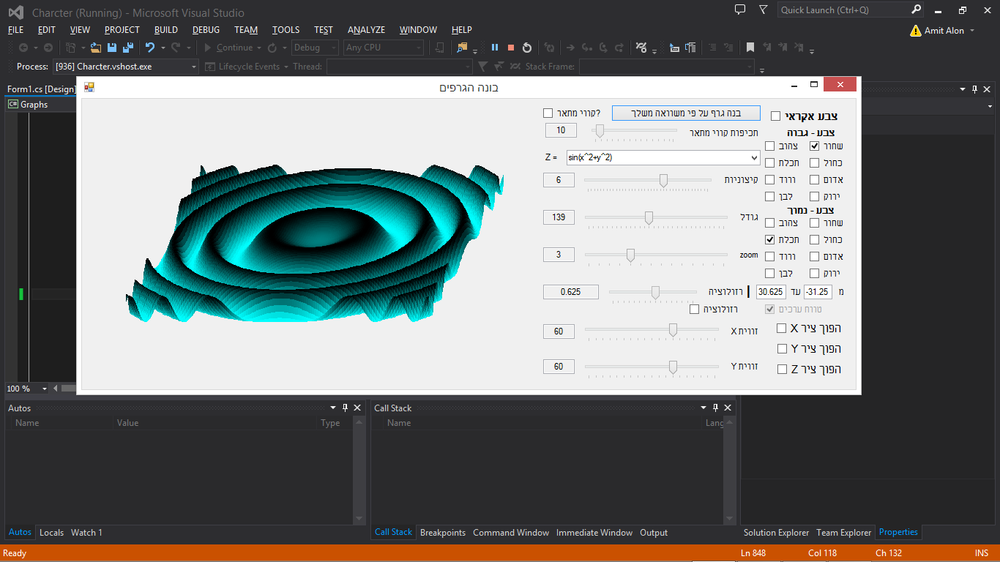 Charcter (Running) - Microsoft Visual Studio
Quick Launch (Ctrl+Q)
FILE EDIT VIEW PROJECT BUILD DEBUG TEAM TOOLS TEST ANALYZE WINDOW HELP
Amit Alon
Continue Debug Any CPU
Process: [936] Charcter.vshost.exe Lifecycle Events Thread: Stack Frame:
Form1.cs [Design]
C# Graphs
בונה הגרפים
קווי מתאר?
בנה גרף על פי משוואה משלך
צבע אקראי
10
תכיפות קווי מתאר
צבע - גבוה
שחור צהוב
Z = sin(x^2+y^2)
כחול תכלת
6
קיצוניות
אדום ורוד
ירוק לבן
צבע - נמוך
139
גודל
שחור צהוב
כחול תכלת
3
zoom
אדום ורוד
ירוק לבן
0.625
רזולוציה
מ -31.25 עד 30.625
רזולוציה
טווח ערכים
60
זווית X
הפוך ציר X
הפוך ציר Y
60
זווית Y
הפוך ציר Z
100 %
Autos
Name Value Type
Call Stack
Name Lang
Autos Locals Watch 1
Call Stack Breakpoints Command Window Immediate Window Output
Solution Explorer Team Explorer Properties
Ready
Ln 848 Col 118 Ch 132 INS